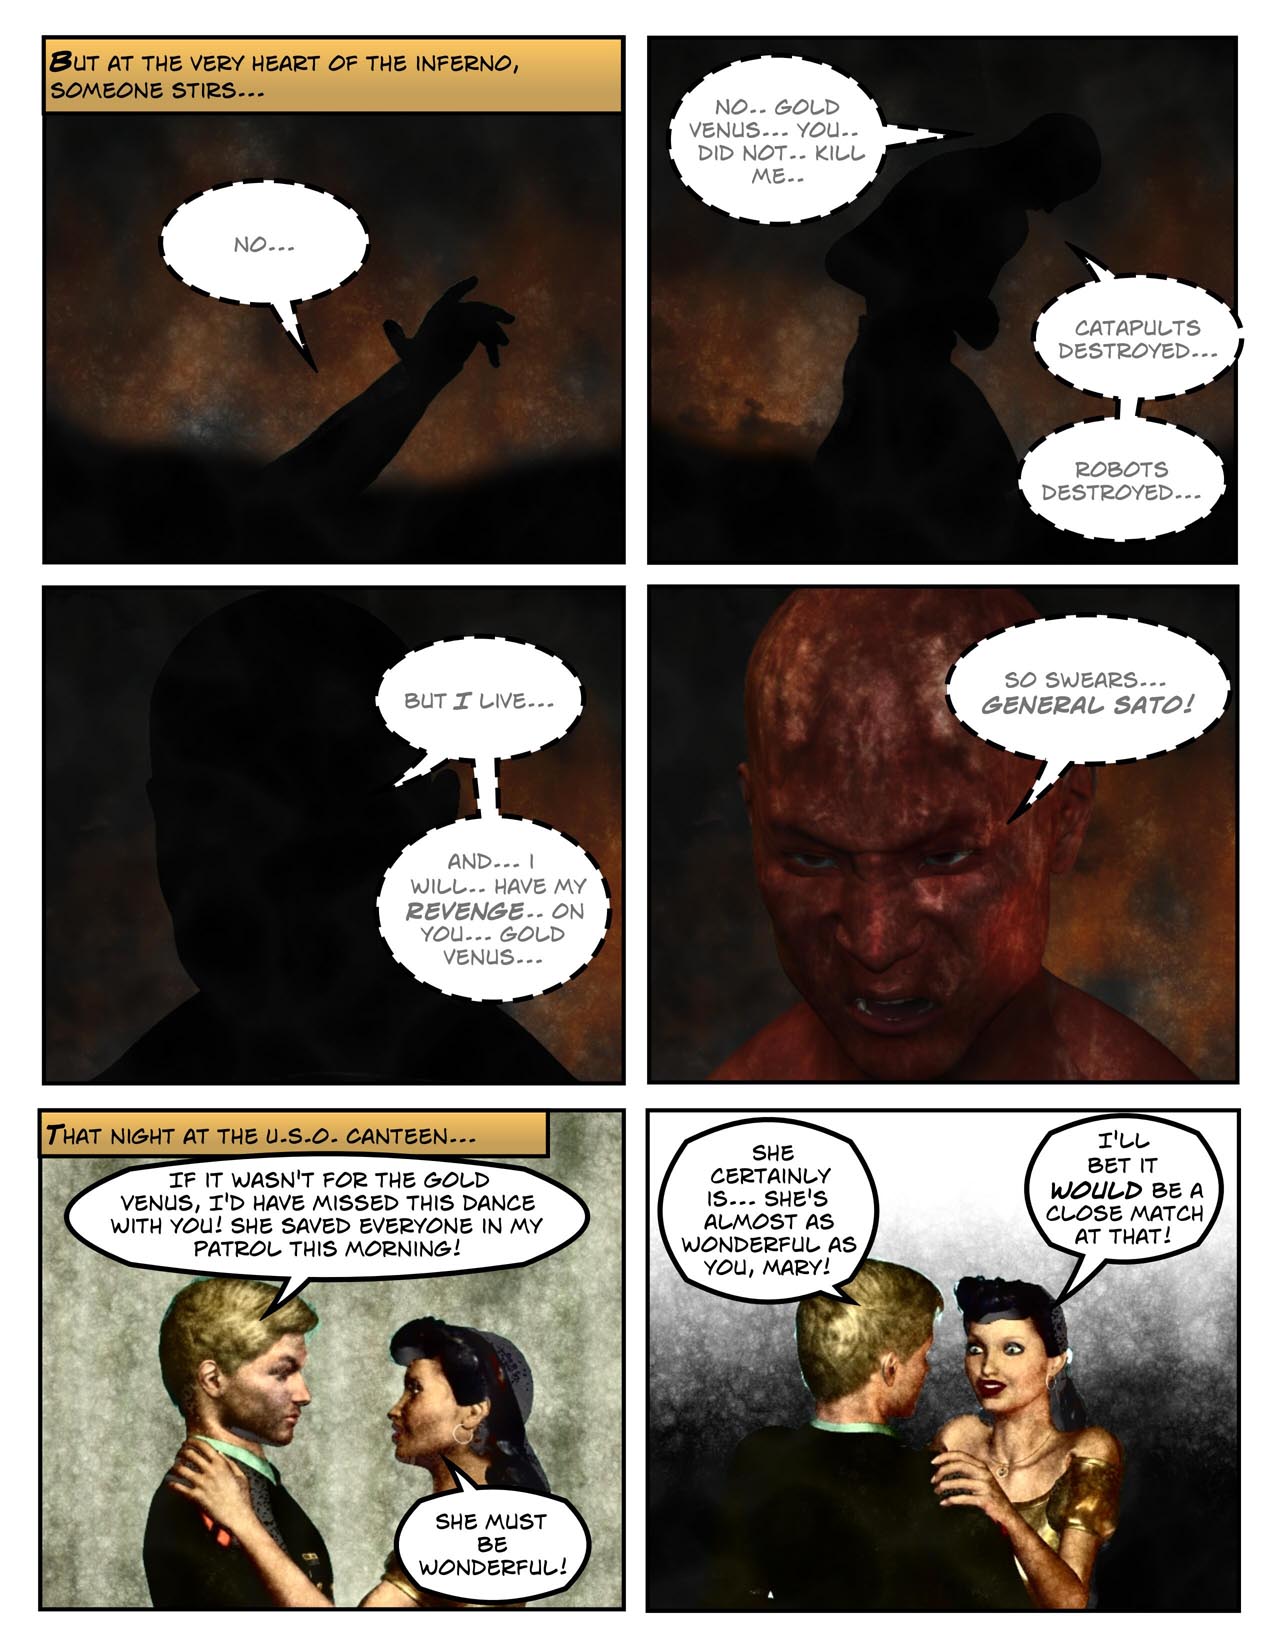 BUT AT THE VERY HEART OF THE INFERNO,
SOMEONE STIRS...
NO...
NO.. GOLD
VENUS... YOU..
DID NOT.. KILL
ME..
CATAPULTS
DESTROYED...
ROBOTS
DESTROYED...
BUT I LIVE...
AND... I
WILL.. HAVE MY
REVENGE.. ON
YOU... GOLD
VENUS...
SO SWEARS...
GENERAL SATO!
THAT NIGHT AT THE U.S.O. CANTEEN...
IF IT WASN'T FOR THE GOLD
VENUS, I'D HAVE MISSED THIS DANCE
WITH YOU! SHE SAVED EVERYONE IN MY
PATROL THIS MORNING!
SHE MUST
BE
WONDERFUL!
SHE
CERTAINLY
IS... SHE'S
ALMOST AS
WONDERFUL AS
YOU, MARY!
I'LL
BET IT
WOULD BE A
CLOSE MATCH
AT THAT!